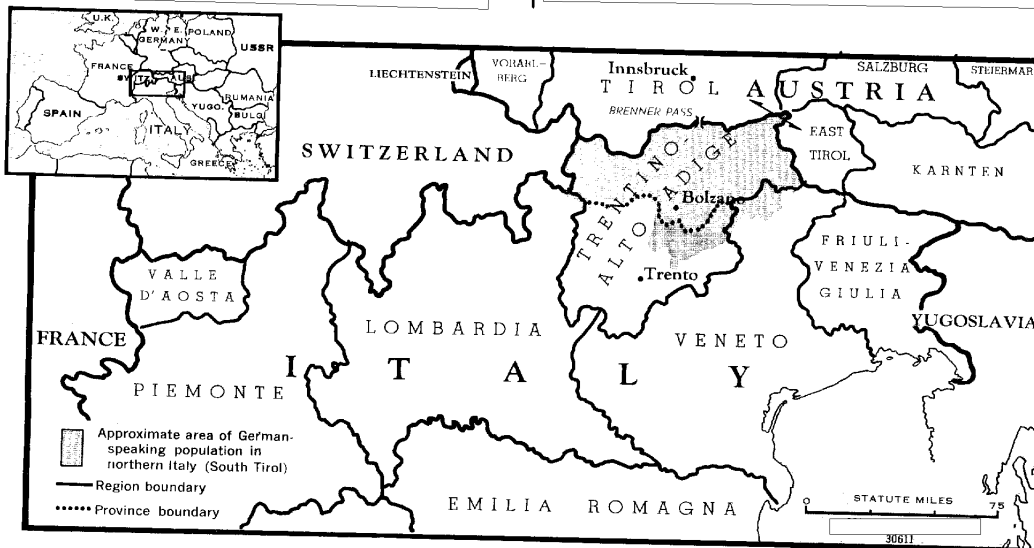 U.K.
W.
E.
GERMANY
POLAND
USSR
FRANCE
SWITZ.
AUS.
RUMANIA
YUGO.
BULG.
SPAIN
ITALY
GREECE
LIECHTENSTEIN
VORARL-
BERG
Innsbruck
TIROL
AUSTRIA
BRENNER PASS
SALZBURG
STEIERMAR
EAST
TIROL
KARNTEN
SWITZERLAND
TRENTINO
ALTO ADIGE
Bolzano
Trento
FRIULI-
VENEZIA
GIULIA
YUGOSLAVIA
VALLE
D'AOSTA
FRANCE
LOMBARDIA
VENETO
ITALY
PIEMONTE
EMILIA ROMAGNA
Approximate area of German-
speaking population in
northern Italy (South Tirol)
Region boundary
Province boundary
0 STATUTE MILES 75
30611